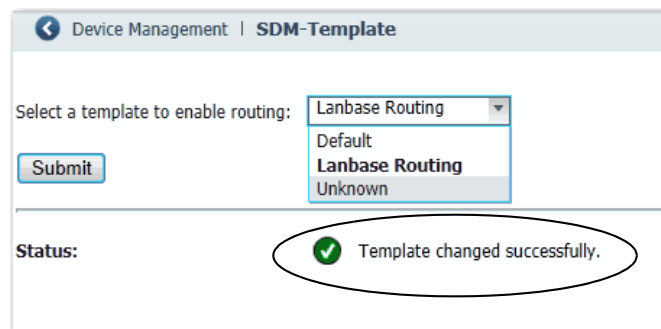 Device Management | SDM-Template
Select a template to enable routing: Lanbase Routing
Default
Lanbase Routing
Unknown
Submit
Status: Template changed successfully.